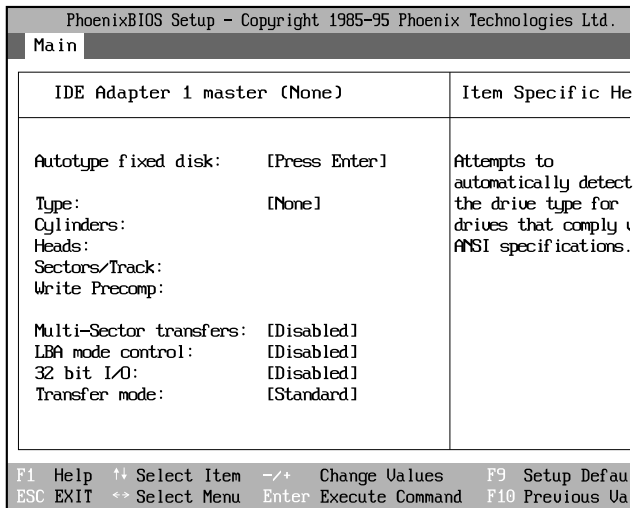 PhoenixBIOS Setup – Copyright 1985-95 Phoenix Technologies Ltd.
Main
IDE Adapter 1 master (None)
Item Specific He
Autotype fixed disk: [Press Enter]
Type: [None]
Cylinders:
Heads:
Sectors/Track:
Write Precomp:
Multi-Sector transfers: [Disabled]
LBA mode control: [Disabled]
32 bit I/O: [Disabled]
Transfer mode: [Standard]
Attempts to
automatically detect
the drive type for
drives that comply
ANSI specifications.
F1 Help ↑↓ Select Item -/+ Change Values F9 Setup Defau
ESC EXIT ↔ Select Menu Enter Execute Command F10 Previous Va